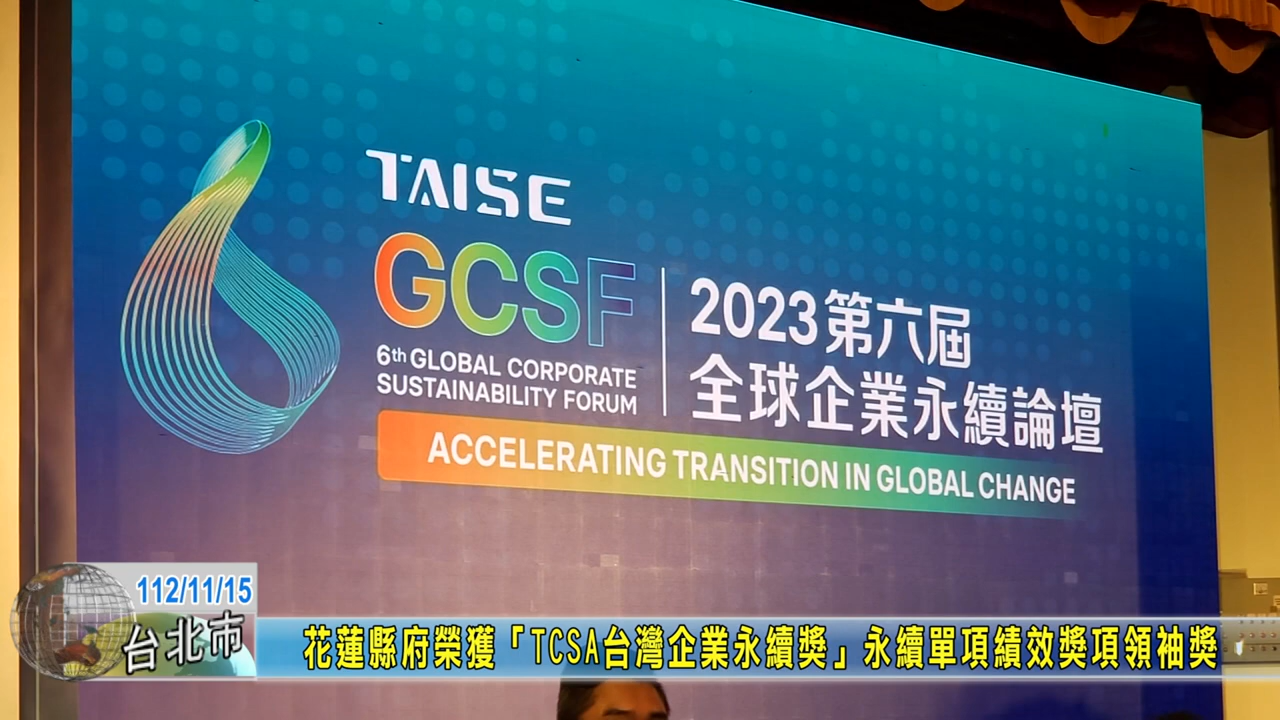 TAISE
GCSF
6th GLOBAL CORPORATE
SUSTAINABILITY FORUM
2023第六屆
全球企業永續論壇
ACCELERATING TRANSITION IN GLOBAL CHANGE
112/11/15
台北市
花蓮縣府榮獲「TCSA台灣企業永續獎」永續單項績效獎項領袖獎